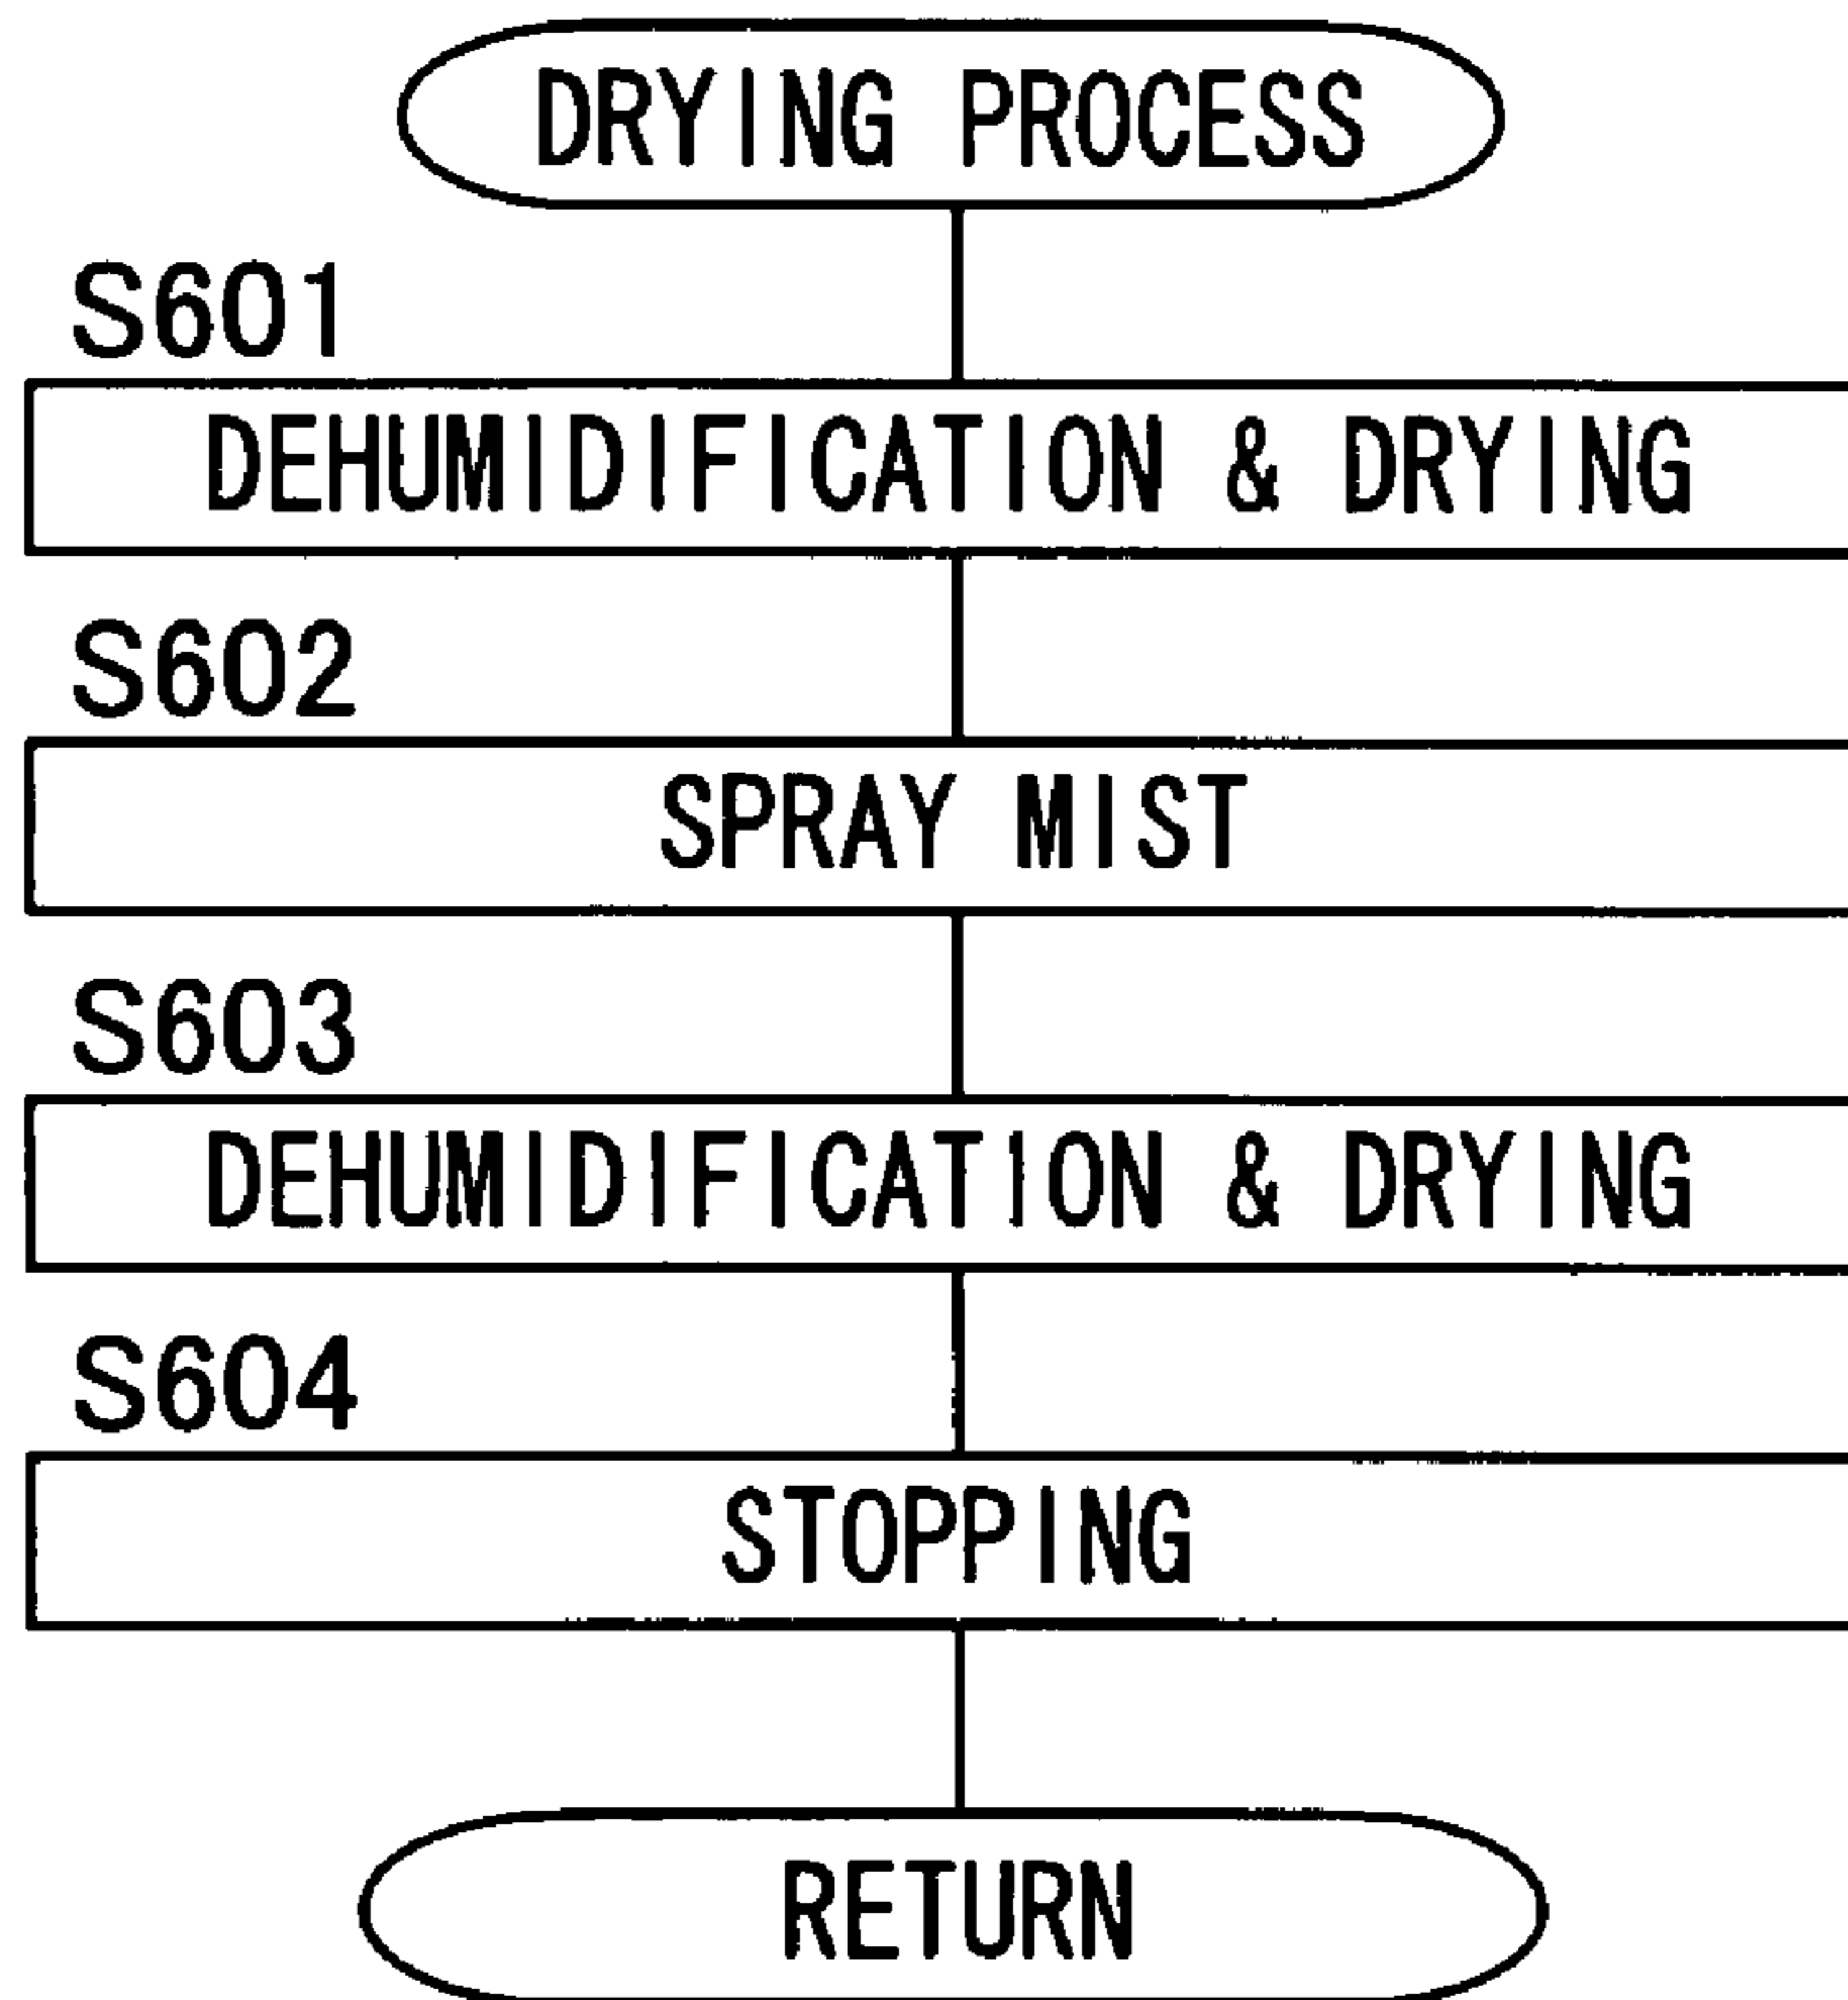 DRYING PROCESS
S601
DEHUMIDIFICATION & DRYING
S602
SPRAY MIST
S603
DEHUMIDIFICATION & DRYING
S604
STOPPING
RETURN